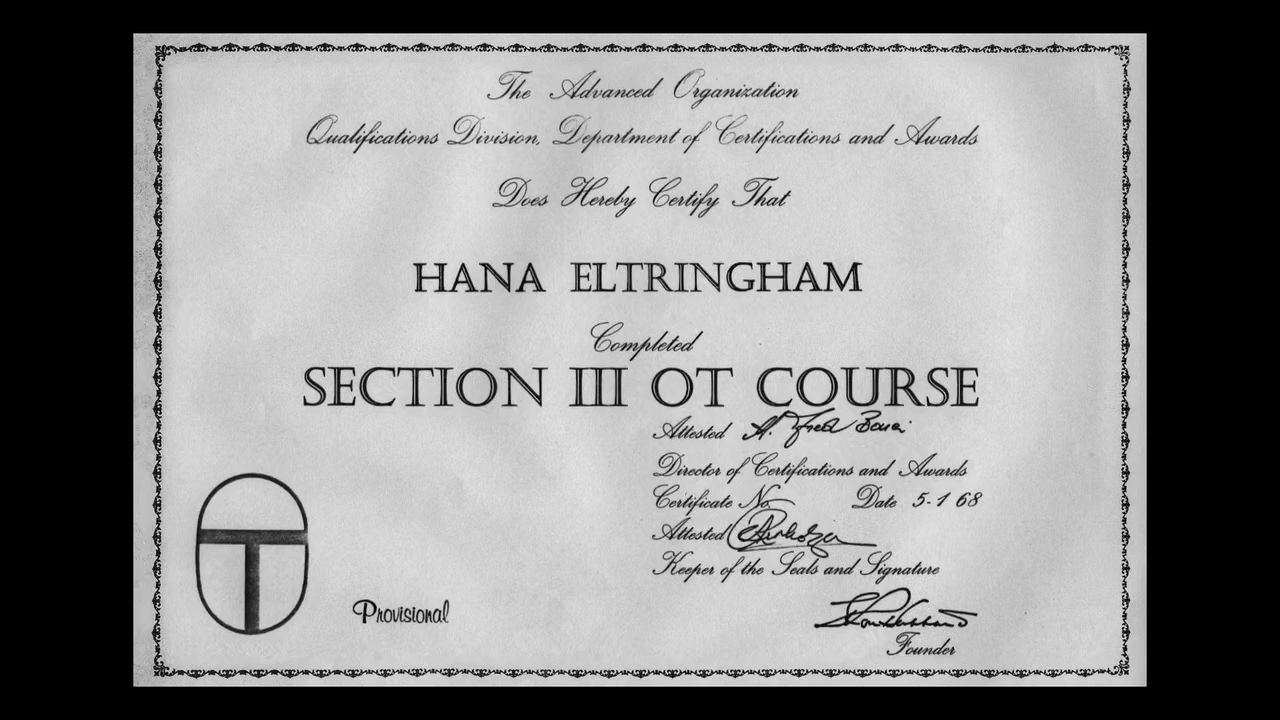 The Advanced Organization
Qualifications Division, Department of Certifications and Awards
Does Hereby Certify That
HANA ELTRINGHAM
Completed
SECTION III OT COURSE
Attested
Director of Certifications and Awards
Certificate No. Date 5-1 68
Attested
Keeper of the Seals and Signature
Provisional
Founder